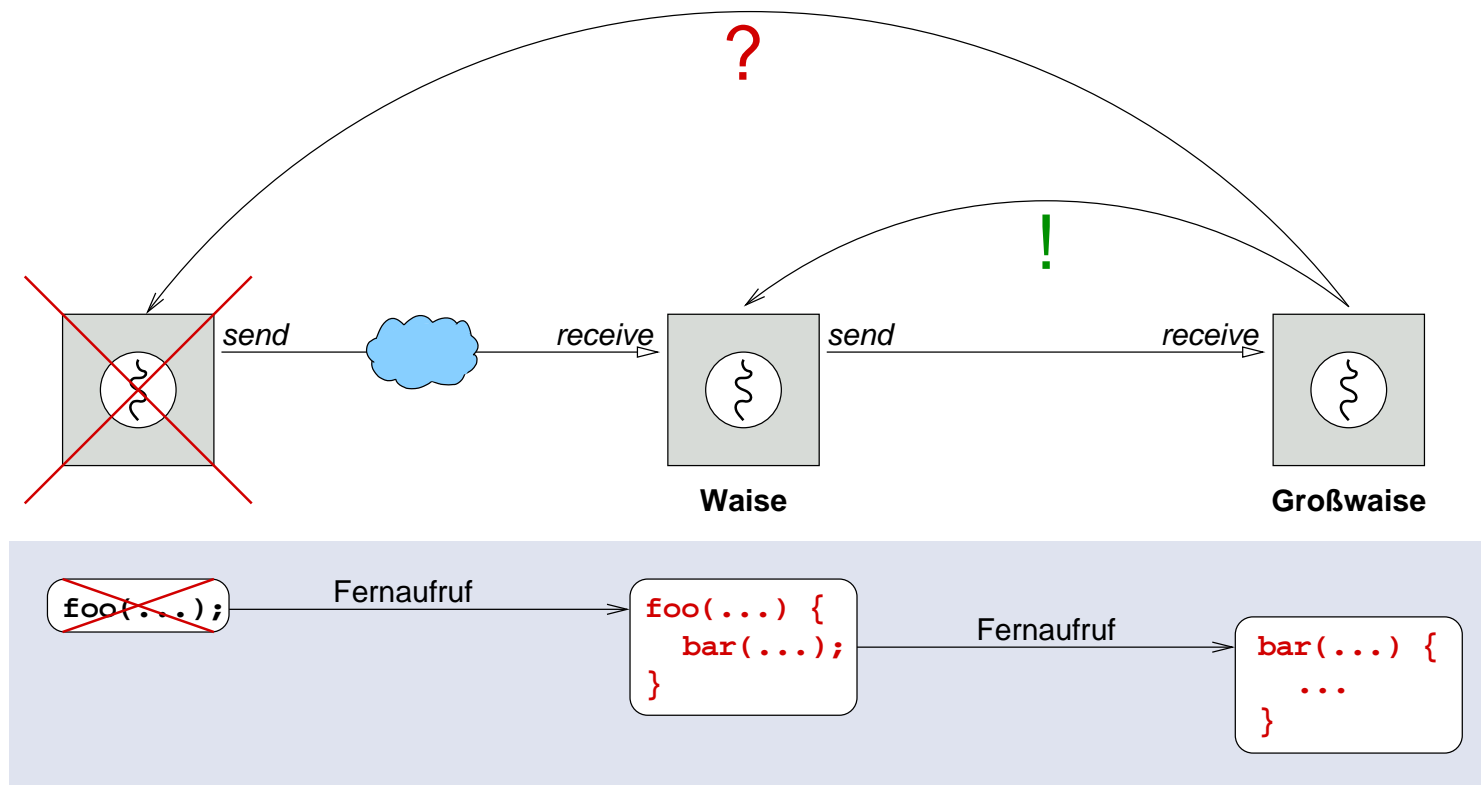 ?
!
send
receive
send
receive
Waise
Großwaise
foo(...);
Fernaufruf
foo(...) {
bar(...);
}
Fernaufruf
bar(...) {
...
}